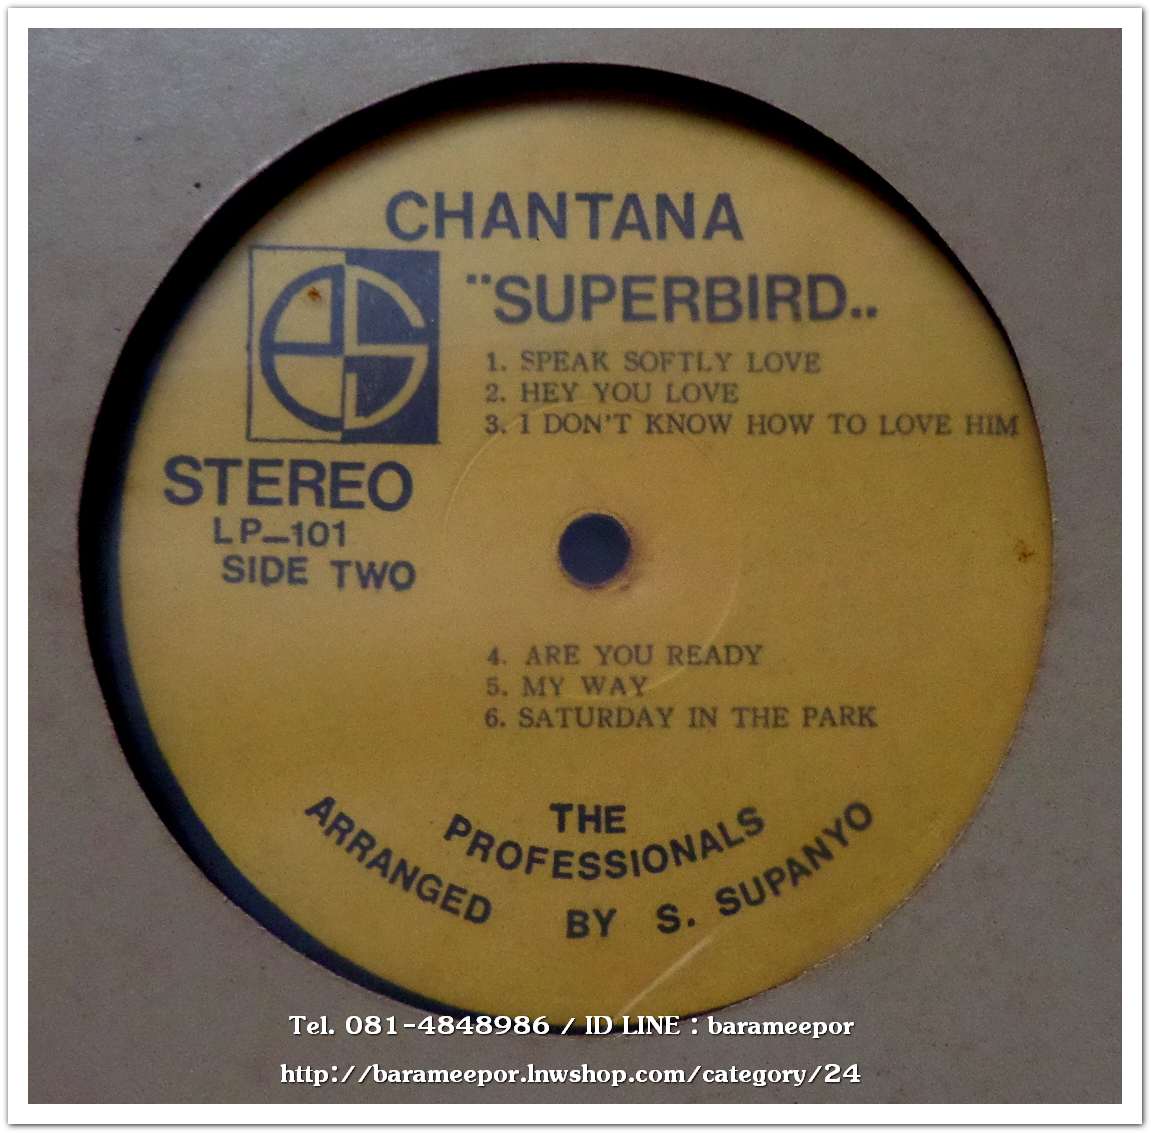 CHANTANA
"SUPERBIRD..
1. SPEAK SOFTLY LOVE
2. HEY YOU LOVE
3. I DON'T KNOW HOW TO LOVE HIM
STEREO
LP-101
SIDE TWO
4. ARE YOU READY
5. MY WAY
6. SATURDAY IN THE PARK
THE
PROFESSIONALS
ARRANGED BY S. SUPANYO
Tel. 081-4848986 / ID LINE : barameepor
http://barameepor.lnwshop.com/category/24